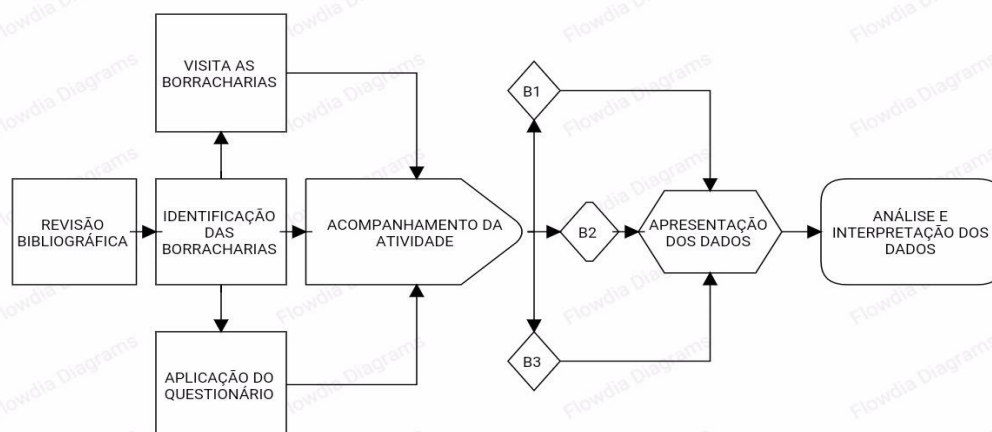 VISITA AS
BORRACHARIAS
REVISÃO
BIBLIOGRÁFICA
IDENTIFICAÇÃO
DAS
BORRACHARIAS
APLICAÇÃO DO
QUESTIONÁRIO
ACOMPANHAMENTO DA
ATIVIDADE
B1
B2
B3
APRESENTAÇÃO
DOS DADOS
ANÁLISE E
INTERPRETAÇÃO DOS
DADOS
Flowdia Diagrams